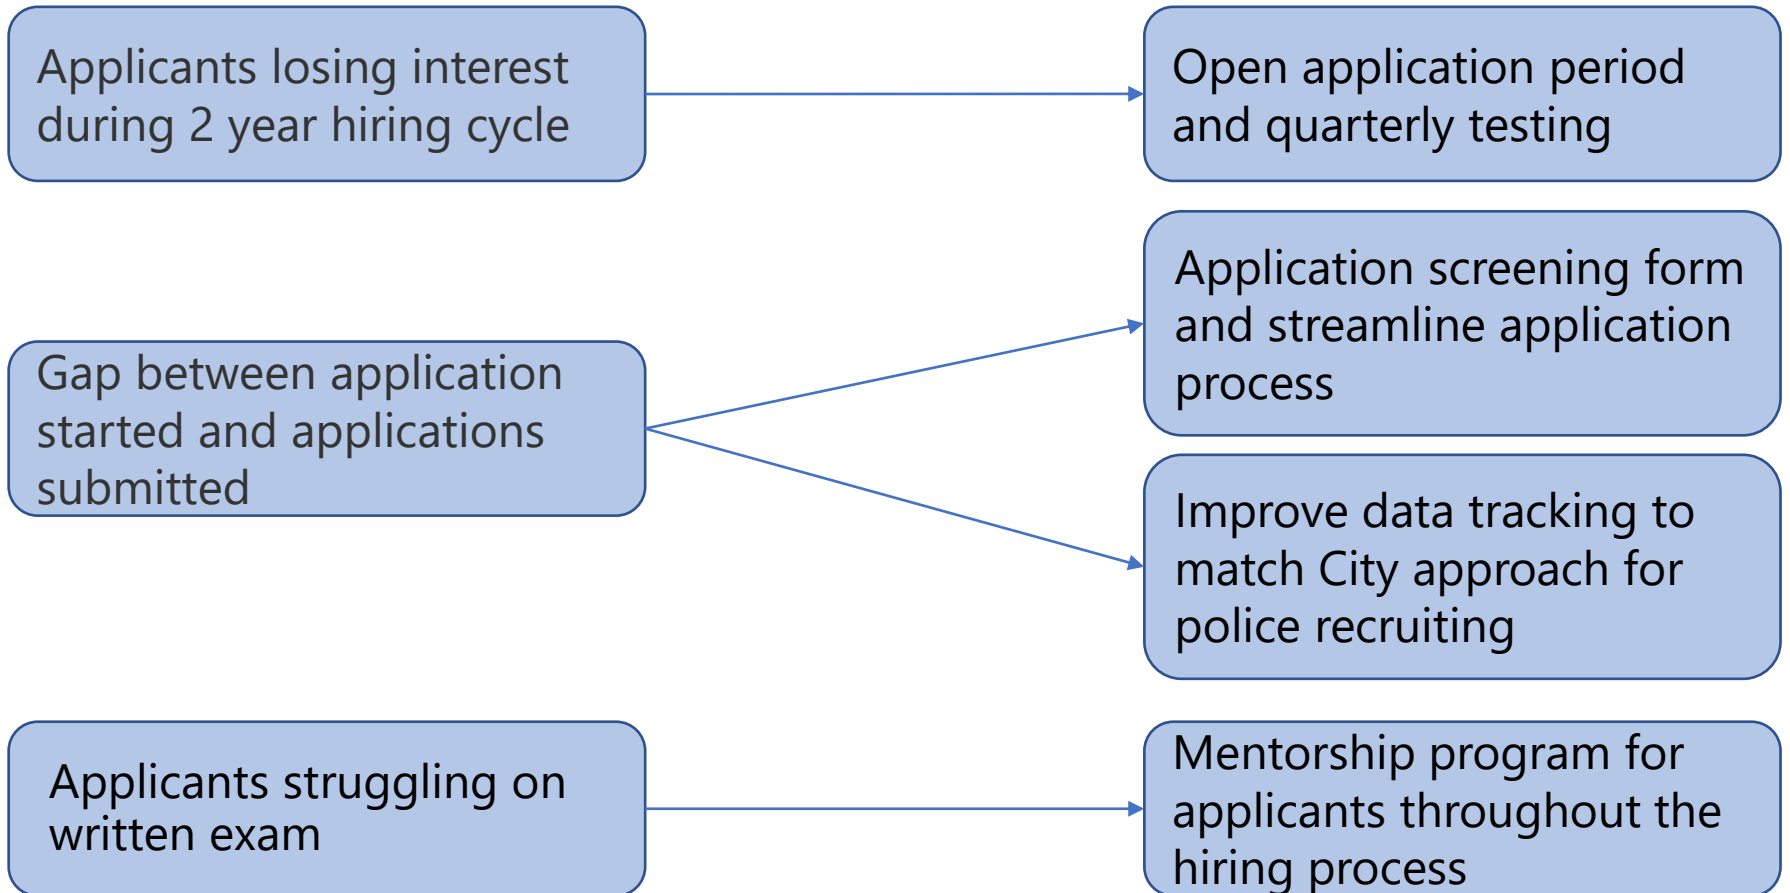 Applicants losing interest
during 2 year hiring cycle
Open application period
and quarterly testing
Gap between application
started and applications
submitted
Application screening form
and streamline application
process
Improve data tracking to
match City approach for
police recruiting
Applicants struggling on
written exam
Mentorship program for
applicants throughout the
hiring process